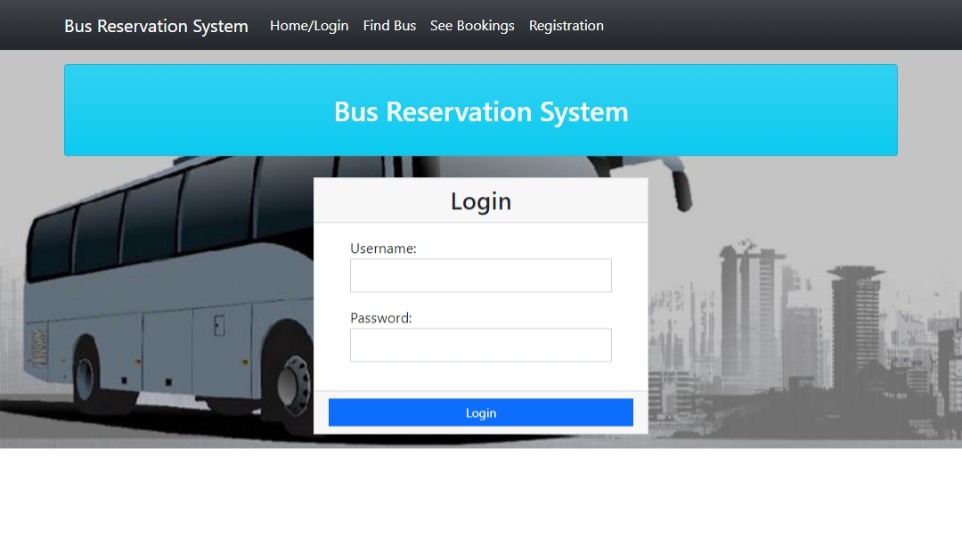 Bus Reservation System Home/Login Find Bus See Bookings Registration
Bus Reservation System
Login
Username:
Password:
Login